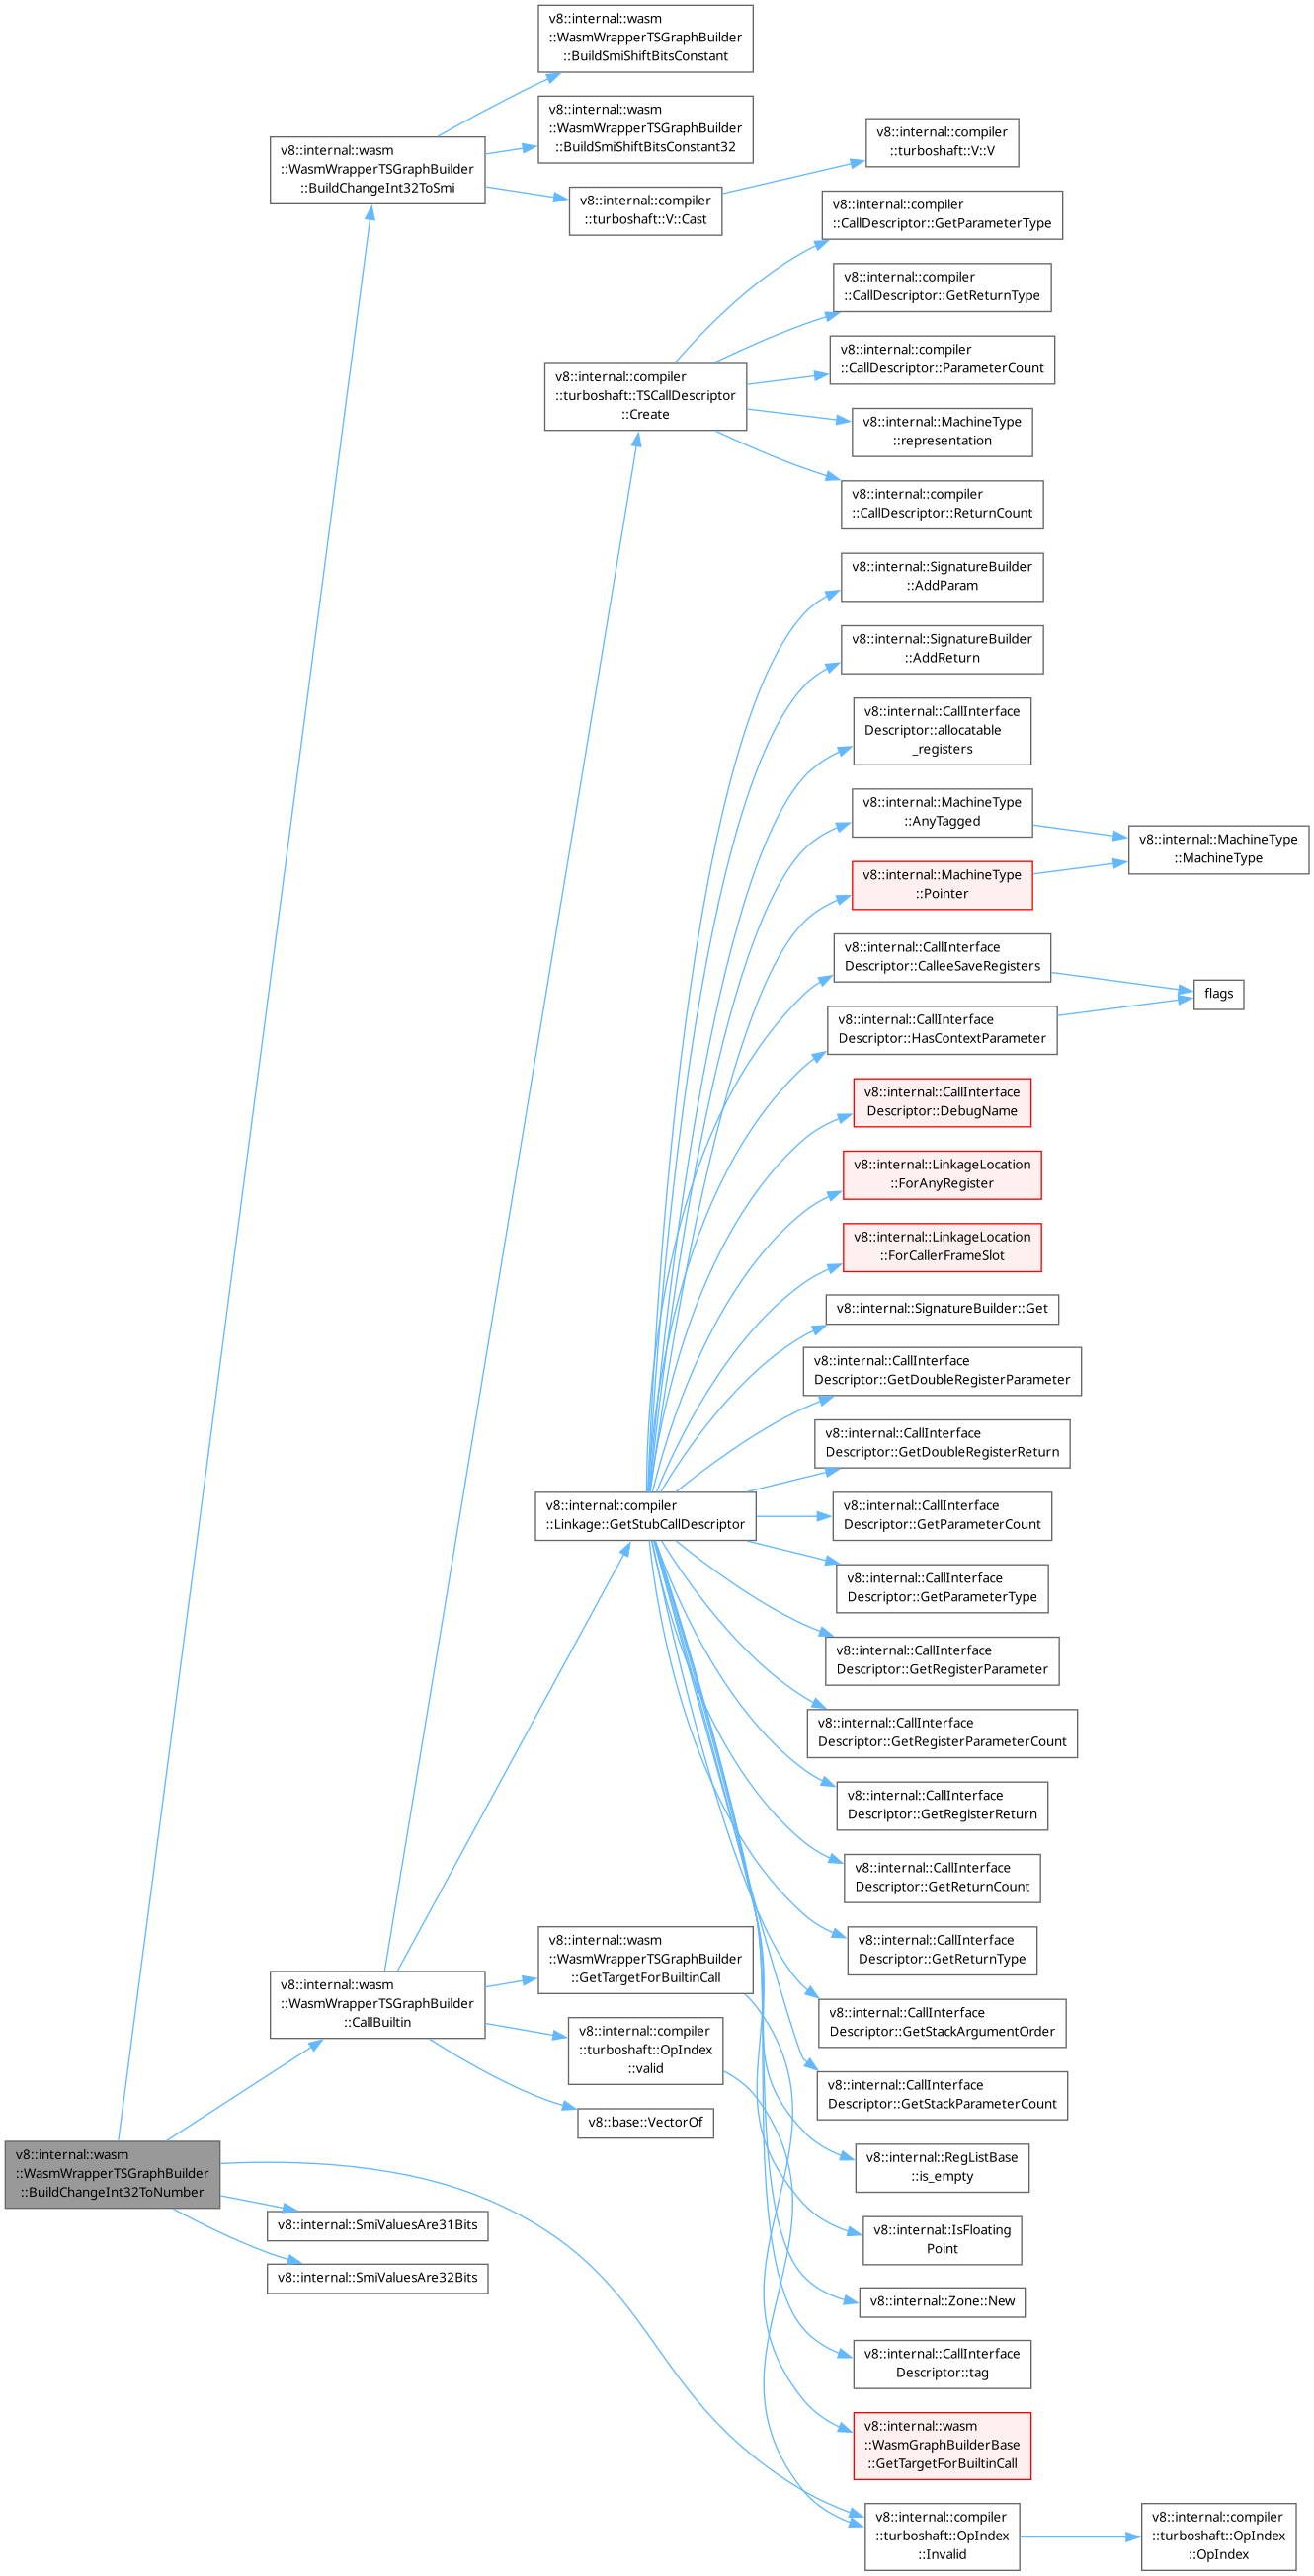 v8::internal::wasm
::WasmWrapperTSGraphBuilder
::BuildSmiShiftBitsConstant
v8::internal::wasm
::WasmWrapperTSGraphBuilder
::BuildSmiShiftBitsConstant32
v8::internal::compiler
::turboshaft::V::V
v8::internal::wasm
::WasmWrapperTSGraphBuilder
::BuildChangeInt32ToSmi
v8::internal::compiler
::turboshaft::V::Cast
v8::internal::compiler
::CallDescriptor::GetParameterType
v8::internal::compiler
::CallDescriptor::GetReturnType
v8::internal::compiler
::CallDescriptor::ParameterCount
v8::internal::compiler
::turboshaft::TSCallDescriptor
::Create
v8::internal::MachineType
::representation
v8::internal::compiler
::CallDescriptor::ReturnCount
v8::internal::SignatureBuilder
::AddParam
v8::internal::SignatureBuilder
::AddReturn
v8::internal::CallInterface
Descriptor::allocatable
_registers
v8::internal::MachineType
::AnyTagged
v8::internal::MachineType
::MachineType
v8::internal::MachineType
::Pointer
v8::internal::CallInterface
Descriptor::CalleeSaveRegisters
flags
v8::internal::CallInterface
Descriptor::HasContextParameter
v8::internal::CallInterface
Descriptor::DebugName
v8::internal::LinkageLocation
::ForAnyRegister
v8::internal::LinkageLocation
::ForCallerFrameSlot
v8::internal::SignatureBuilder::Get
v8::internal::CallInterface
Descriptor::GetDoubleRegisterParameter
v8::internal::CallInterface
Descriptor::GetDoubleRegisterReturn
v8::internal::compiler
::Linkage::GetStubCallDescriptor
v8::internal::CallInterface
Descriptor::GetParameterCount
v8::internal::CallInterface
Descriptor::GetParameterType
v8::internal::CallInterface
Descriptor::GetRegisterParameter
v8::internal::CallInterface
Descriptor::GetRegisterParameterCount
v8::internal::CallInterface
Descriptor::GetRegisterReturn
v8::internal::CallInterface
Descriptor::GetReturnCount
v8::internal::CallInterface
Descriptor::GetReturnType
v8::internal::wasm
::WasmWrapperTSGraphBuilder
::GetTargetForBuiltinCall
v8::internal::wasm
::WasmWrapperTSGraphBuilder
::CallBuiltin
v8::internal::CallInterface
Descriptor::GetStackArgumentOrder
v8::internal::compiler
::turboshaft::OpIndex
::valid
v8::internal::CallInterface
Descriptor::GetStackParameterCount
v8::base::VectorOf
v8::internal::wasm
::WasmWrapperTSGraphBuilder
::BuildChangeInt32ToNumber
v8::internal::RegListBase
::is_empty
v8::internal::SmiValuesAre31Bits
v8::internal::IsFloating
Point
v8::internal::SmiValuesAre32Bits
v8::internal::Zone::New
v8::internal::CallInterface
Descriptor::tag
v8::internal::wasm
::WasmGraphBuilderBase
::GetTargetForBuiltinCall
v8::internal::compiler
::turboshaft::OpIndex
::Invalid
v8::internal::compiler
::turboshaft::OpIndex
::OpIndex